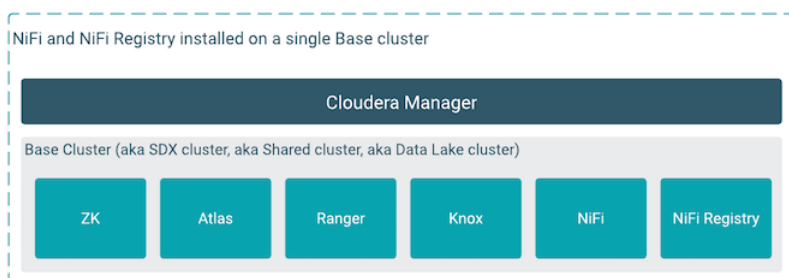 NiFi and NiFi Registry installed on a single Base cluster
Cloudera Manager
Base Cluster (aka SDX cluster, aka Shared cluster, aka Data Lake cluster)
ZK
Atlas
Ranger
Knox
NiFi
NiFi Registry